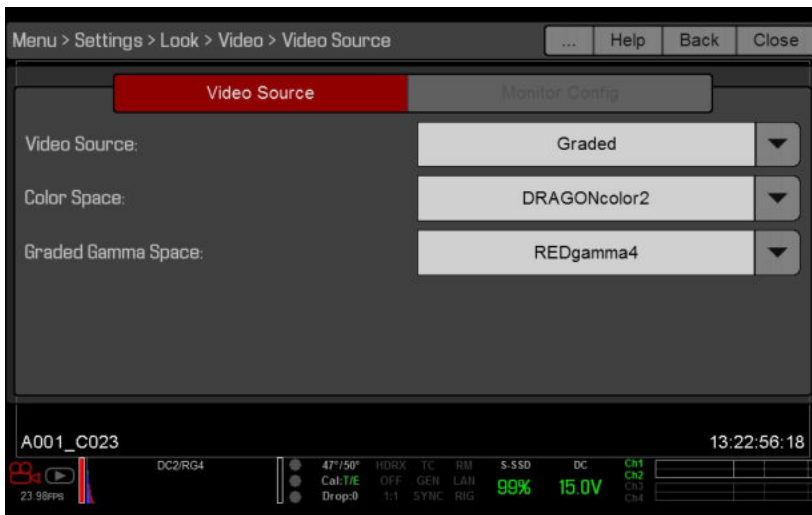 Menu > Settings > Look > Video > Video Source ... Help Back Close
Video Source Monitor Config
Video Source: Graded
Color Space: DRAGONcolor2
Graded Gamma Space: REDgamma4
A001_C023 13:22:56:18
DC2/RG4 47°/50° HDRX TC RM S-SSD DC Ch1
Cal:T/E OFF GEN LAN 99% 15.0V Ch2
23.98FPS Drop:0 1:1 SYNC RIG Ch3
Ch4